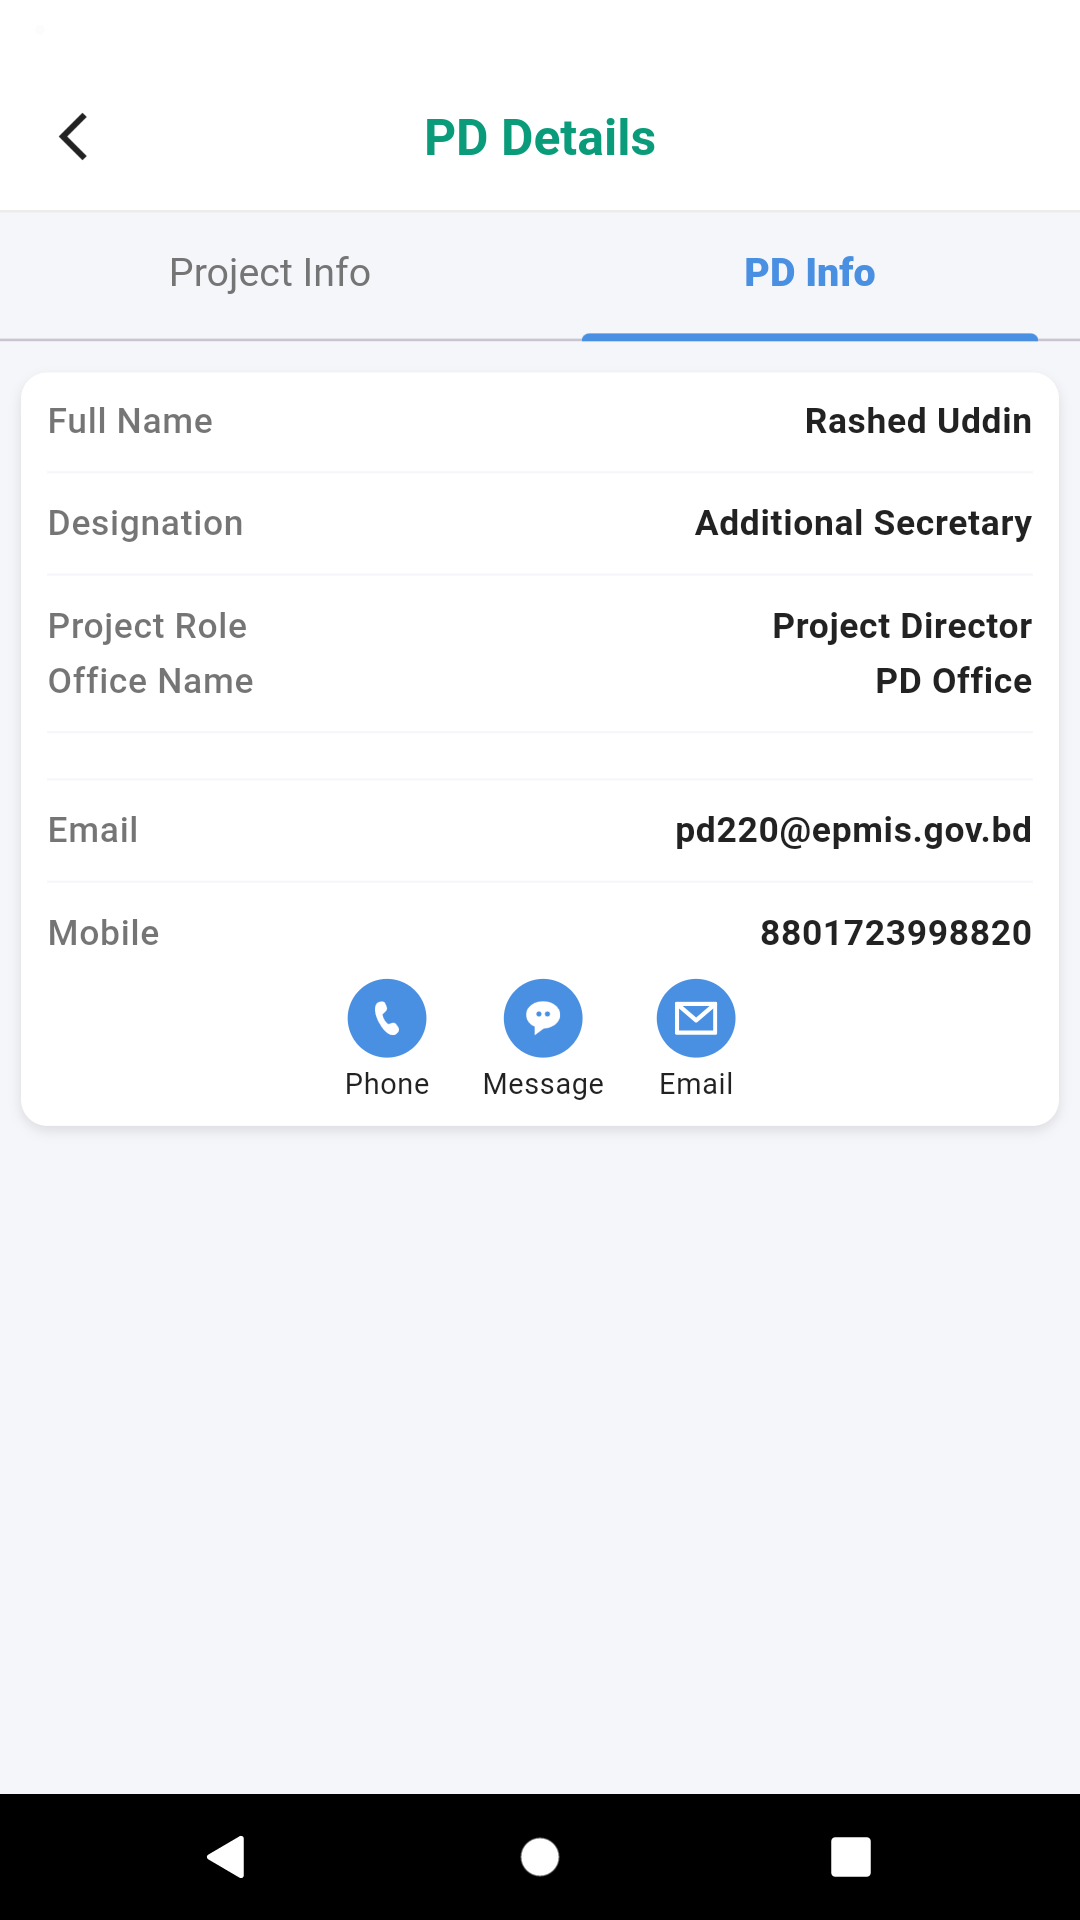 PD Details
Project Info PD Info
Full Name Rashed Uddin
Designation Additional Secretary
Project Role Project Director
Office Name PD Office
Email pd220@epmis.gov.bd
Mobile 8801723998820
Phone Message Email